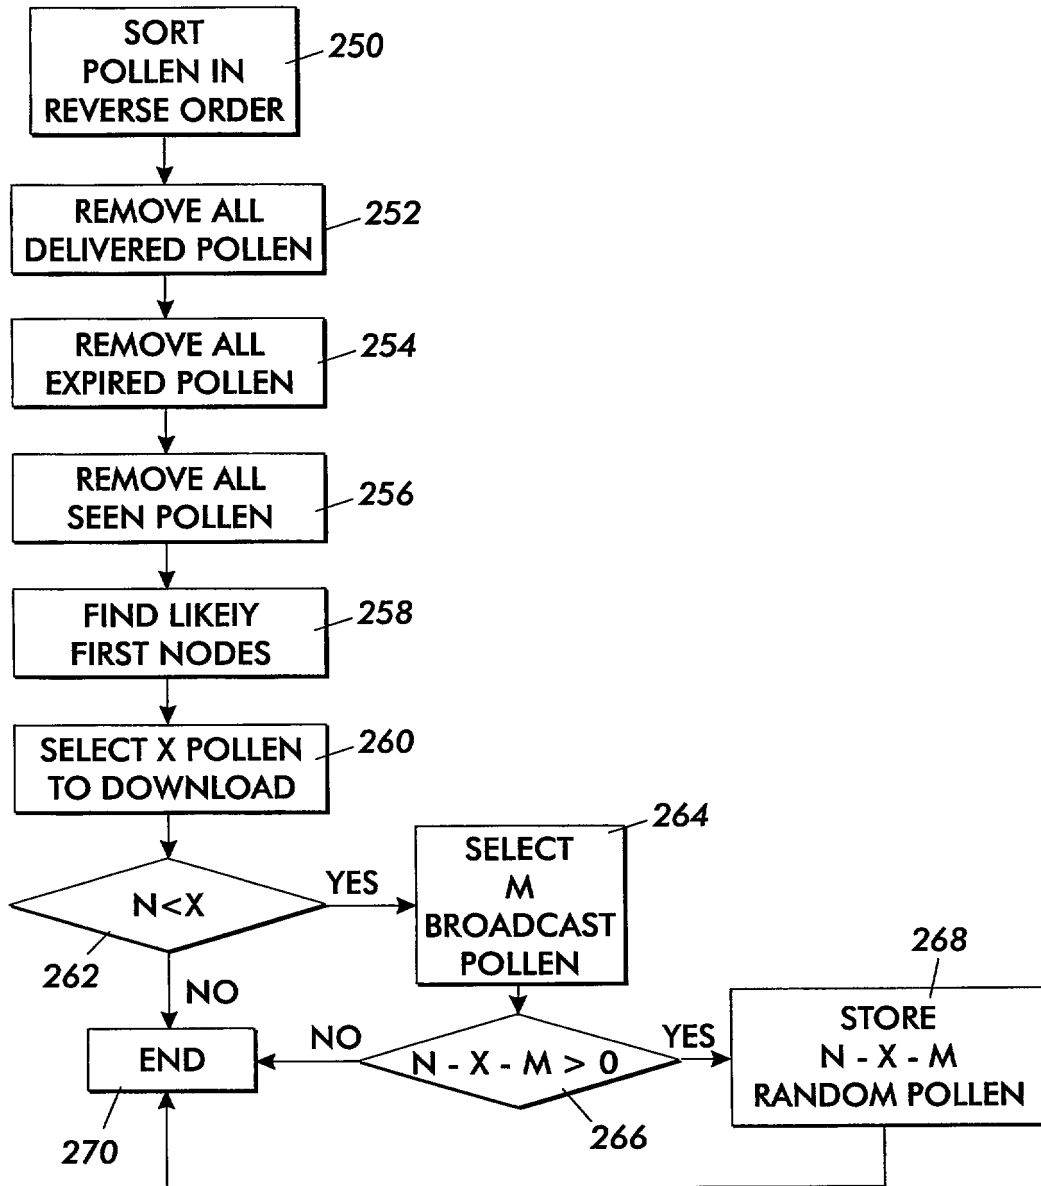 SORT
POLLEN IN
REVERSE ORDER
250
REMOVE ALL
DELIVERED POLLEN
252
REMOVE ALL
EXPIRED POLLEN
254
REMOVE ALL
SEEN POLLEN
256
FIND LIKEIY
FIRST NODES
258
SELECT X POLLEN
TO DOWNLOAD
260
N<X
262
YES
NO
SELECT
M
BROADCAST
POLLEN
264
N - X - M > 0
266
NO
YES
STORE
N - X - M
RANDOM POLLEN
268
END
270